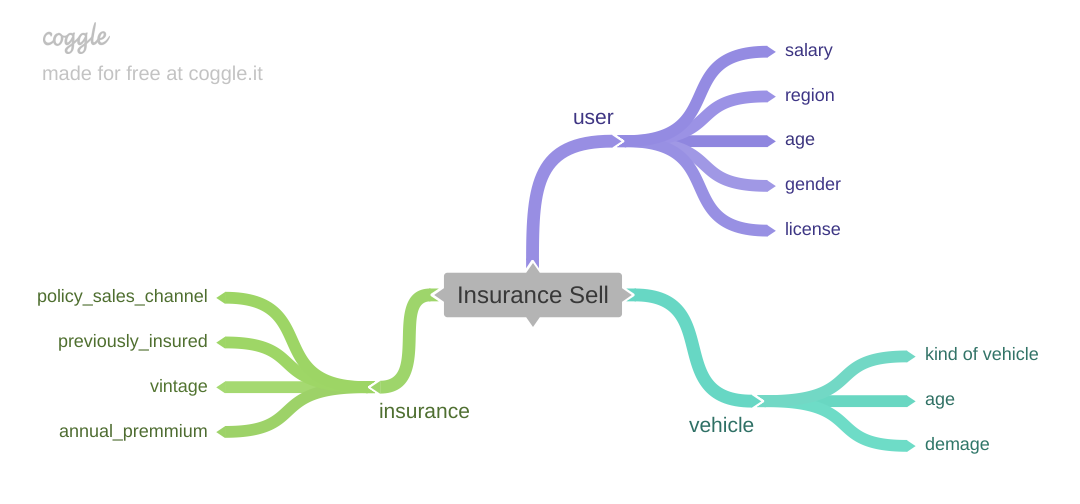 coggle
made for free at coggle.it
salary
region
user
age
gender
license
Insurance Sell
policy_sales_channel
previously_insured
vintage
annual_premmium
insurance
kind of vehicle
age
demage
vehicle